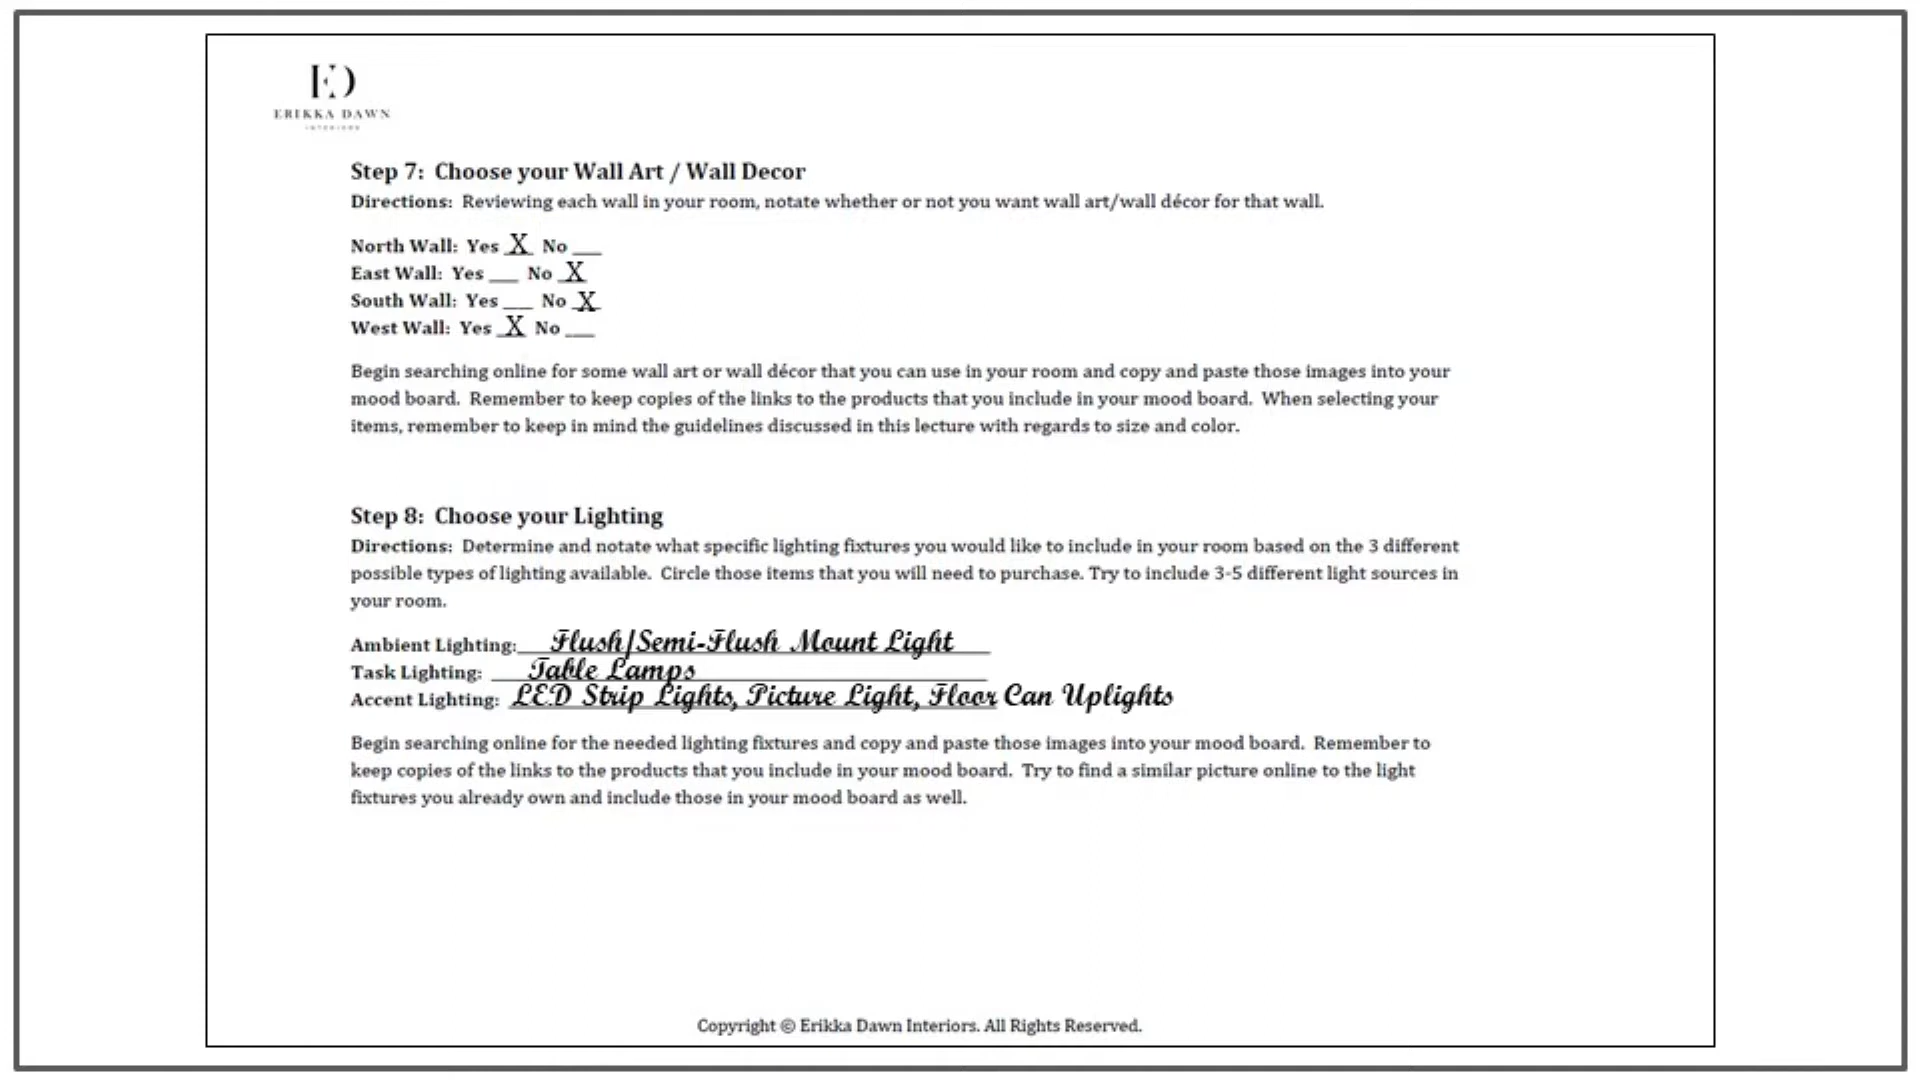 ED
ERIKKA DAWN
INTERIORS
Step 7: Choose your Wall Art / Wall Decor
Directions: Reviewing each wall in your room, notate whether or not you want wall art/wall décor for that wall.
North Wall: Yes _X_ No ___
East Wall: Yes ___ No _X_
South Wall: Yes ___ No _X_
West Wall: Yes _X_ No ___
Begin searching online for some wall art or wall décor that you can use in your room and copy and paste those images into your
mood board. Remember to keep copies of the links to the products that you include in your mood board. When selecting your
items, remember to keep in mind the guidelines discussed in this lecture with regards to size and color.
Step 8: Choose your Lighting
Directions: Determine and notate what specific lighting fixtures you would like to include in your room based on the 3 different
possible types of lighting available. Circle those items that you will need to purchase. Try to include 3-5 different light sources in
your room.
Ambient Lighting: Flush/Semi-Flush Mount Light
Task Lighting: Table Lamps
Accent Lighting: LED Strip Lights, Picture Light, Floor Can Uplights
Begin searching online for the needed lighting fixtures and copy and paste those images into your mood board. Remember to
keep copies of the links to the products that you include in your mood board. Try to find a similar picture online to the light
fixtures you already own and include those in your mood board as well.
Copyright © Erikka Dawn Interiors. All Rights Reserved.